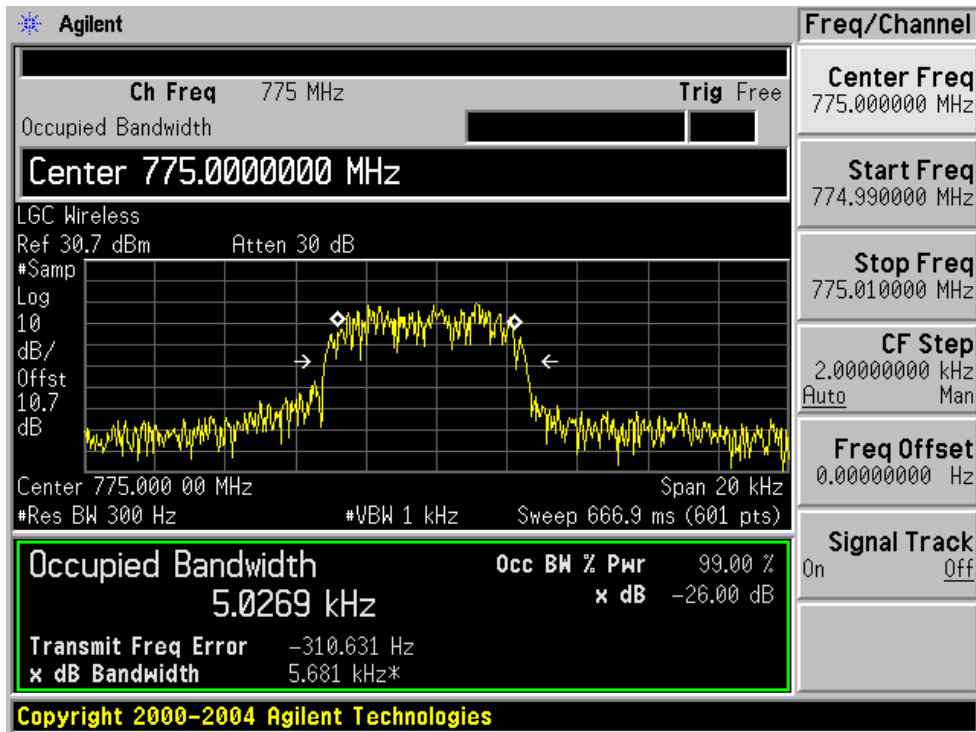 Agilent
Freq/Channel
Ch Freq 775 MHz Trig Free
Occupied Bandwidth
Center 775.0000000 MHz
LGC Wireless
Ref 30.7 dBm Atten 30 dB
#Samp
Log
10
dB/
Offst
10.7
dB
Center 775.000 00 MHz Span 20 kHz
#Res BW 300 Hz #VBW 1 kHz Sweep 666.9 ms (601 pts)
Occupied Bandwidth
5.0269 kHz
Occ BW % Pwr 99.00 %
x dB -26.00 dB
Transmit Freq Error -310.631 Hz
x dB Bandwidth 5.681 kHz*
Copyright 2000-2004 Agilent Technologies
Center Freq
775.000000 MHz
Start Freq
774.990000 MHz
Stop Freq
775.010000 MHz
CF Step
2.00000000 kHz
Auto Man
Freq Offset
0.00000000 Hz
Signal Track
On Off